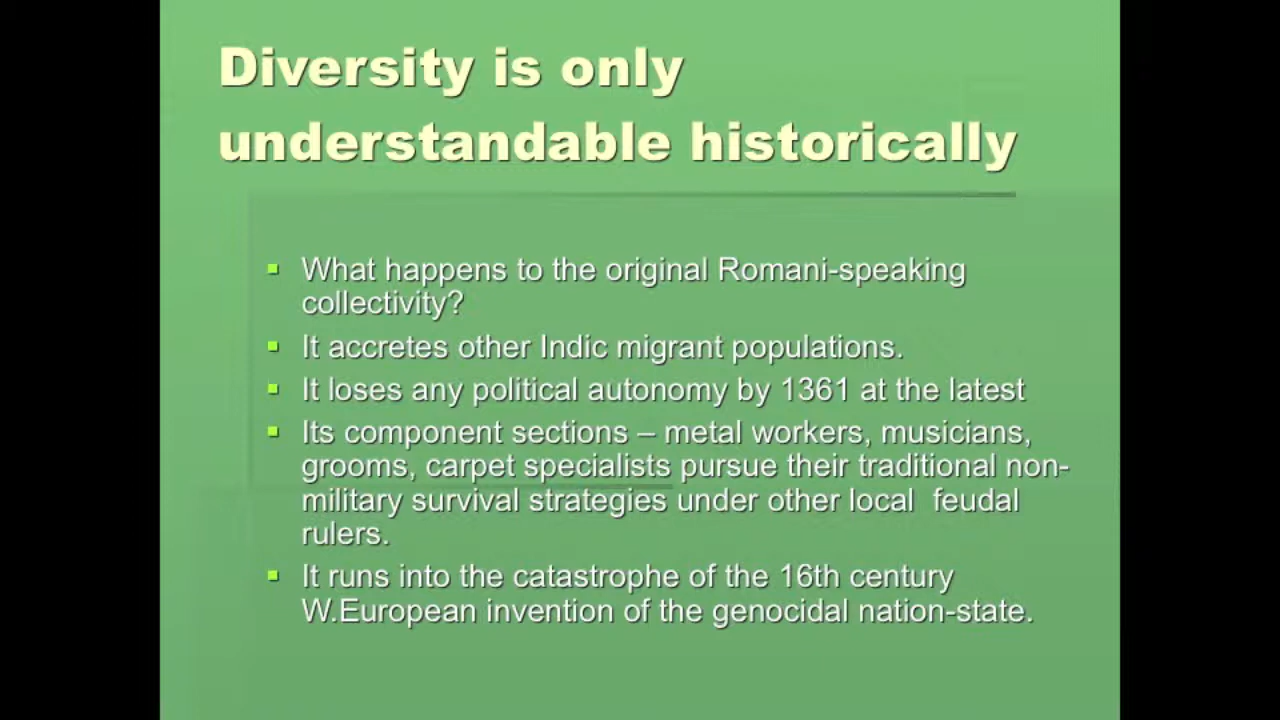 Diversity is only
understandable historically
▪ What happens to the original Romani-speaking
collectivity?
▪ It accretes other Indic migrant populations.
▪ It loses any political autonomy by 1361 at the latest
▪ Its component sections – metal workers, musicians,
grooms, carpet specialists pursue their traditional non-
military survival strategies under other local  feudal
rulers.
▪ It runs into the catastrophe of the 16th century
W.European invention of the genocidal nation-state.